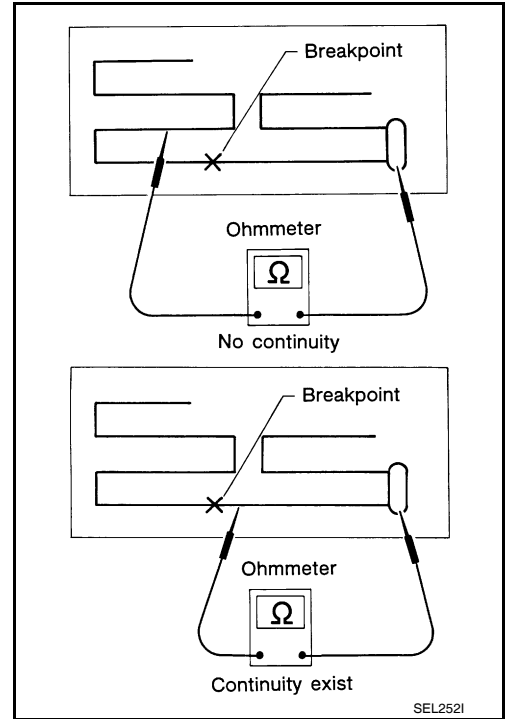 Breakpoint
Ohmmeter
Ω
No continuity
Breakpoint
Ohmmeter
Ω
Continuity exist
SEL252I